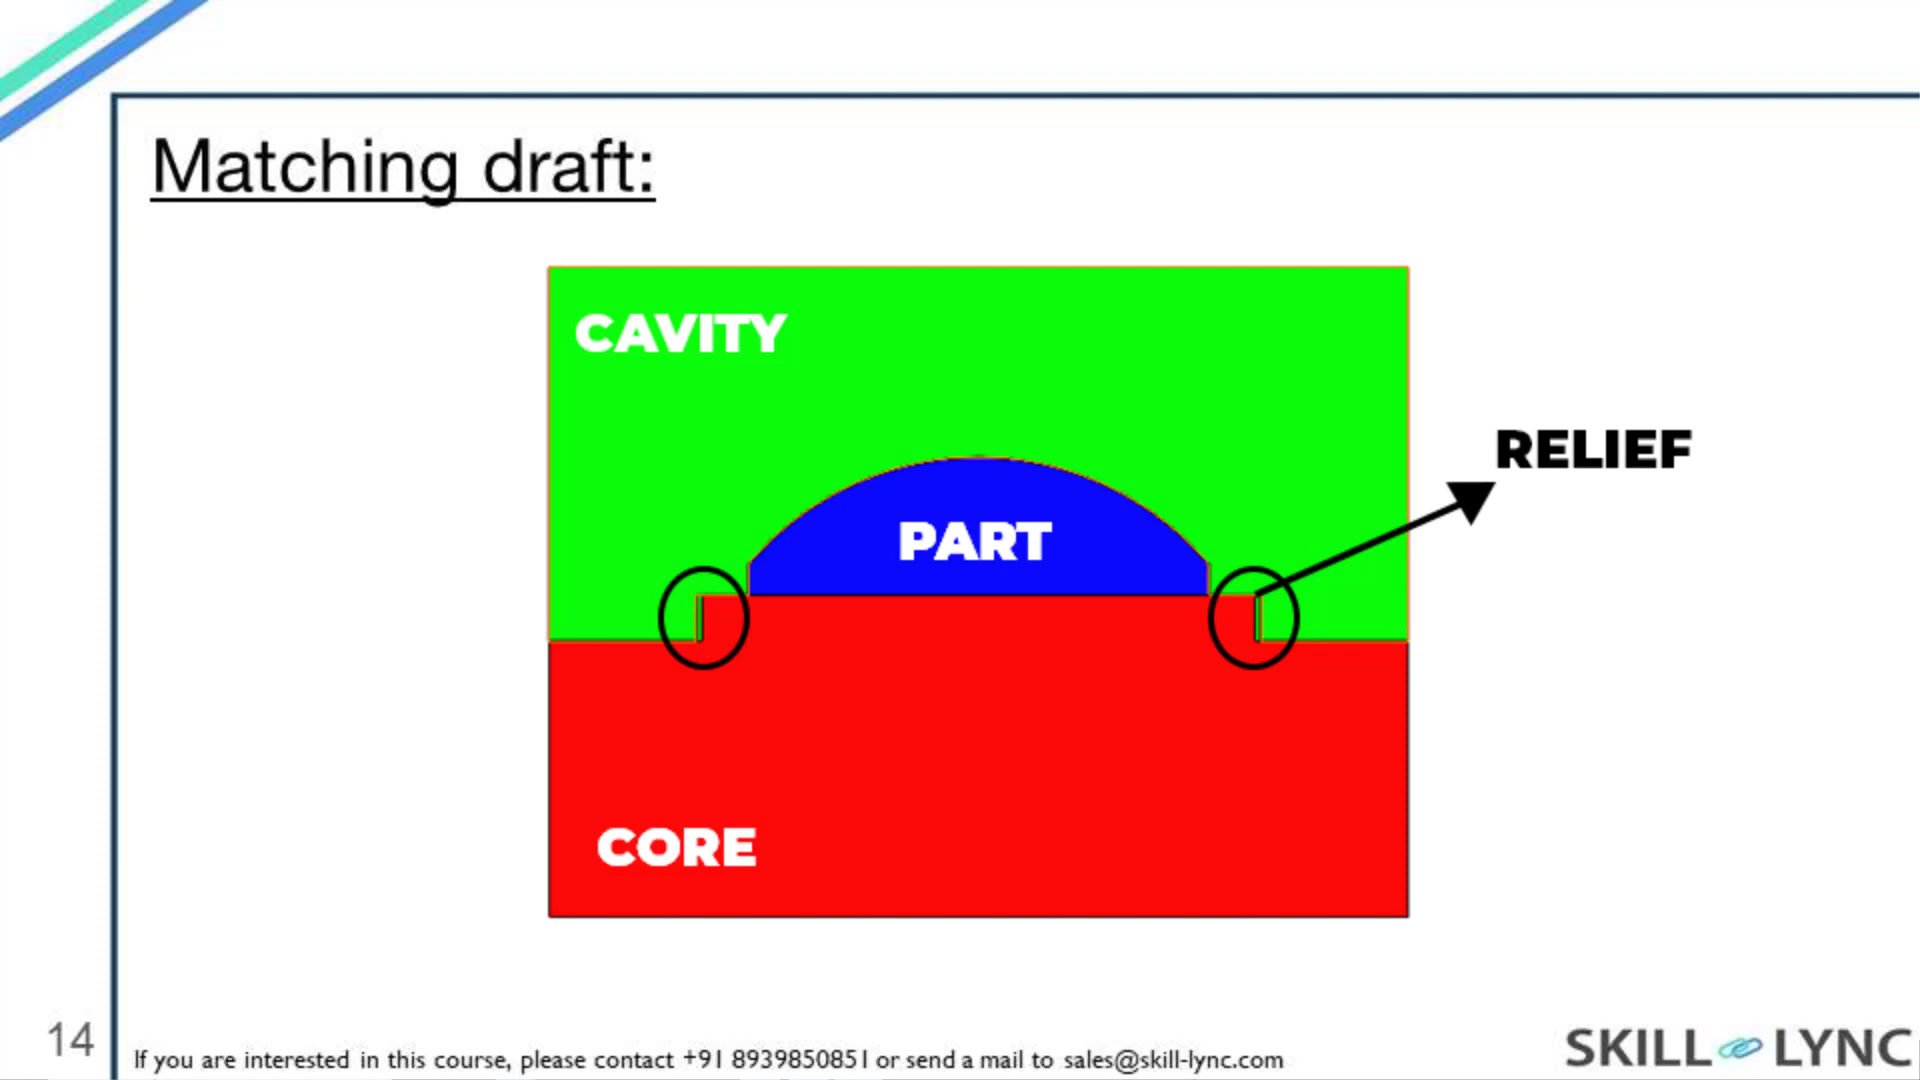 Matching draft:
CAVITY
RELIEF
PART
CORE
14
If you are interested in this course, please contact +91 8939850851 or send a mail to sales@skill-lync.com
SKILL LYNC